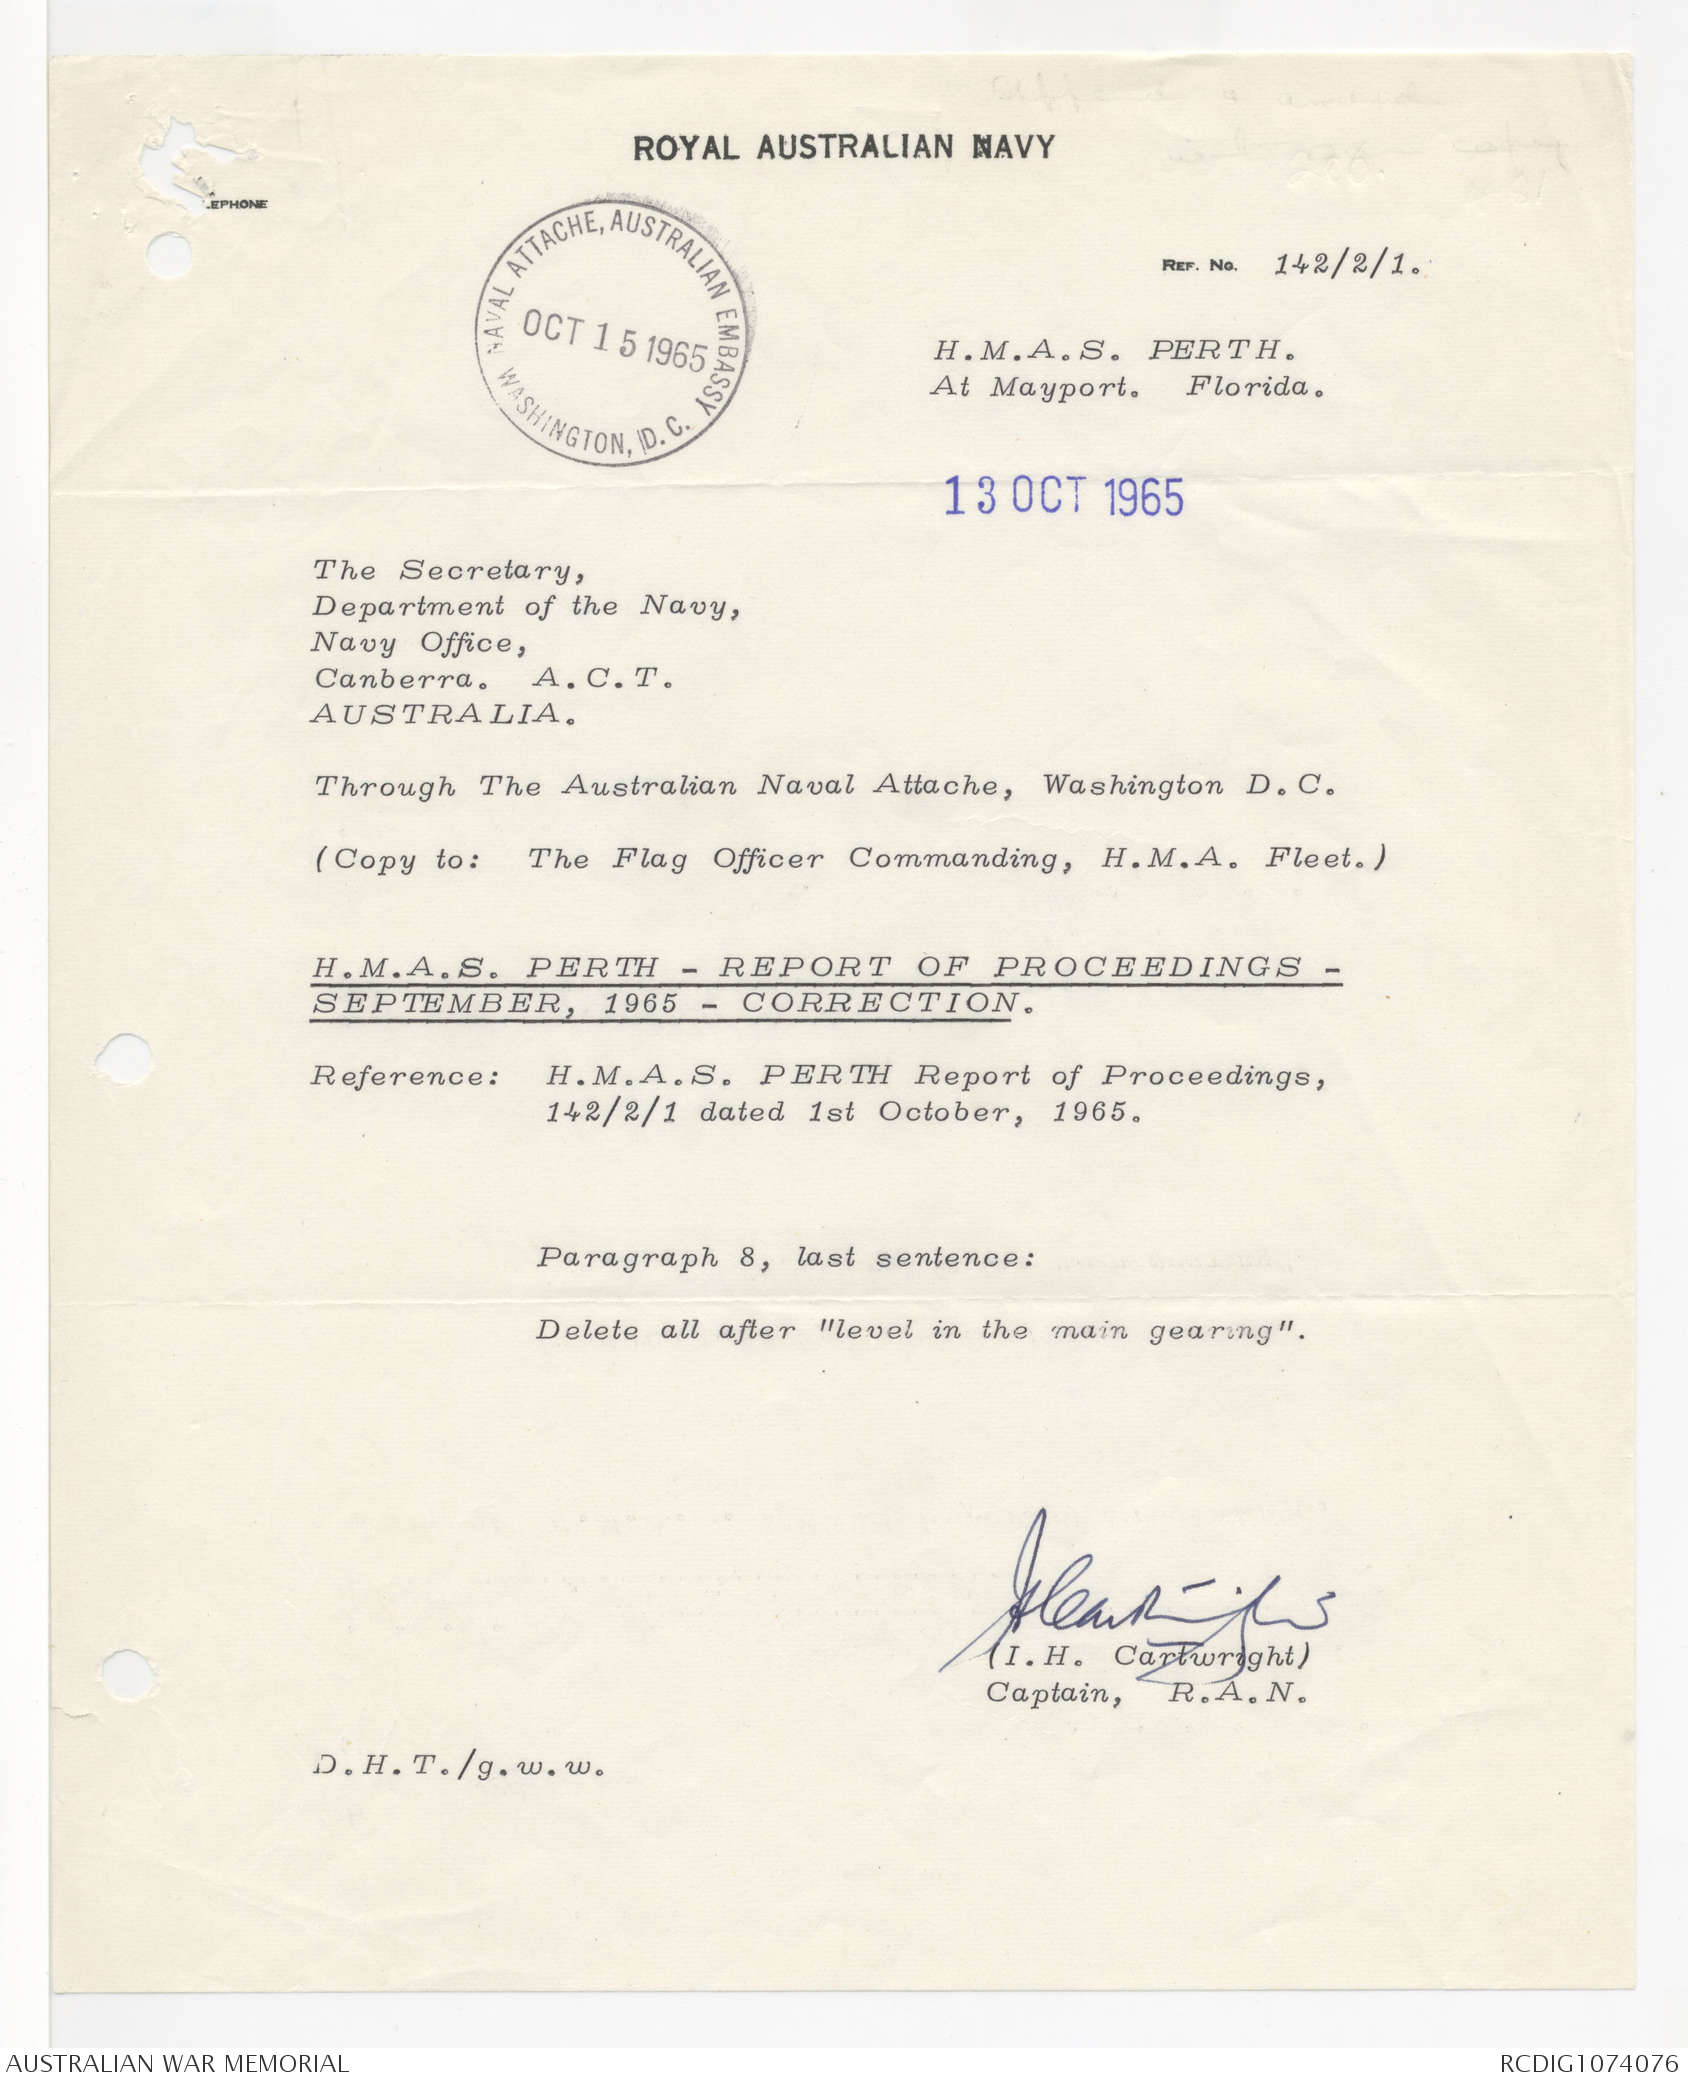 ROYAL AUSTRALIAN NAVY
LEPHONE
NAVAL ATTACHE, AUSTRALIAN EMBASSY
OCT 15 1965
WASHINGTON, D.C.
REF. NO. 142/2/1.
H.M.A.S. PERTH.
At Mayport. Florida.
13 OCT 1965
The Secretary,
Department of the Navy,
Navy Office,
Canberra. A.C.T.
AUSTRALIA.
Through The Australian Naval Attache, Washington D.C.
(Copy to: The Flag Officer Commanding, H.M.A. Fleet.)
H.M.A.S. PERTH - REPORT OF PROCEEDINGS -
SEPTEMBER, 1965 - CORRECTION.
Reference: H.M.A.S. PERTH Report of Proceedings,
142/2/1 dated 1st October, 1965.
Paragraph 8, last sentence:
Delete all after "level in the main gearing".
(I.H. Cartwright)
Captain, R.A.N.
D.H.T./g.w.w.
AUSTRALIAN WAR MEMORIAL
RCDIG1074076